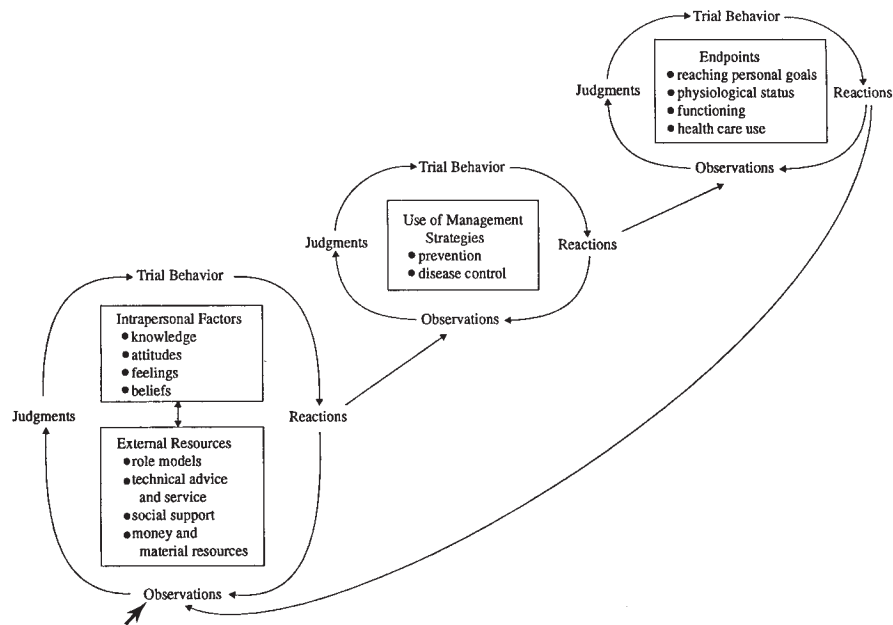 Trial Behavior
Endpoints
● reaching personal goals
● physiological status
● functioning
● health care use
Judgments
Reactions
Observations
Trial Behavior
Use of Management
Strategies
● prevention
● disease control
Judgments
Reactions
Observations
Trial Behavior
Intrapersonal Factors
● knowledge
● attitudes
● feelings
● beliefs
Judgments
Reactions
External Resources
● role models
● technical advice
and service
● social support
● money and
material resources
Observations